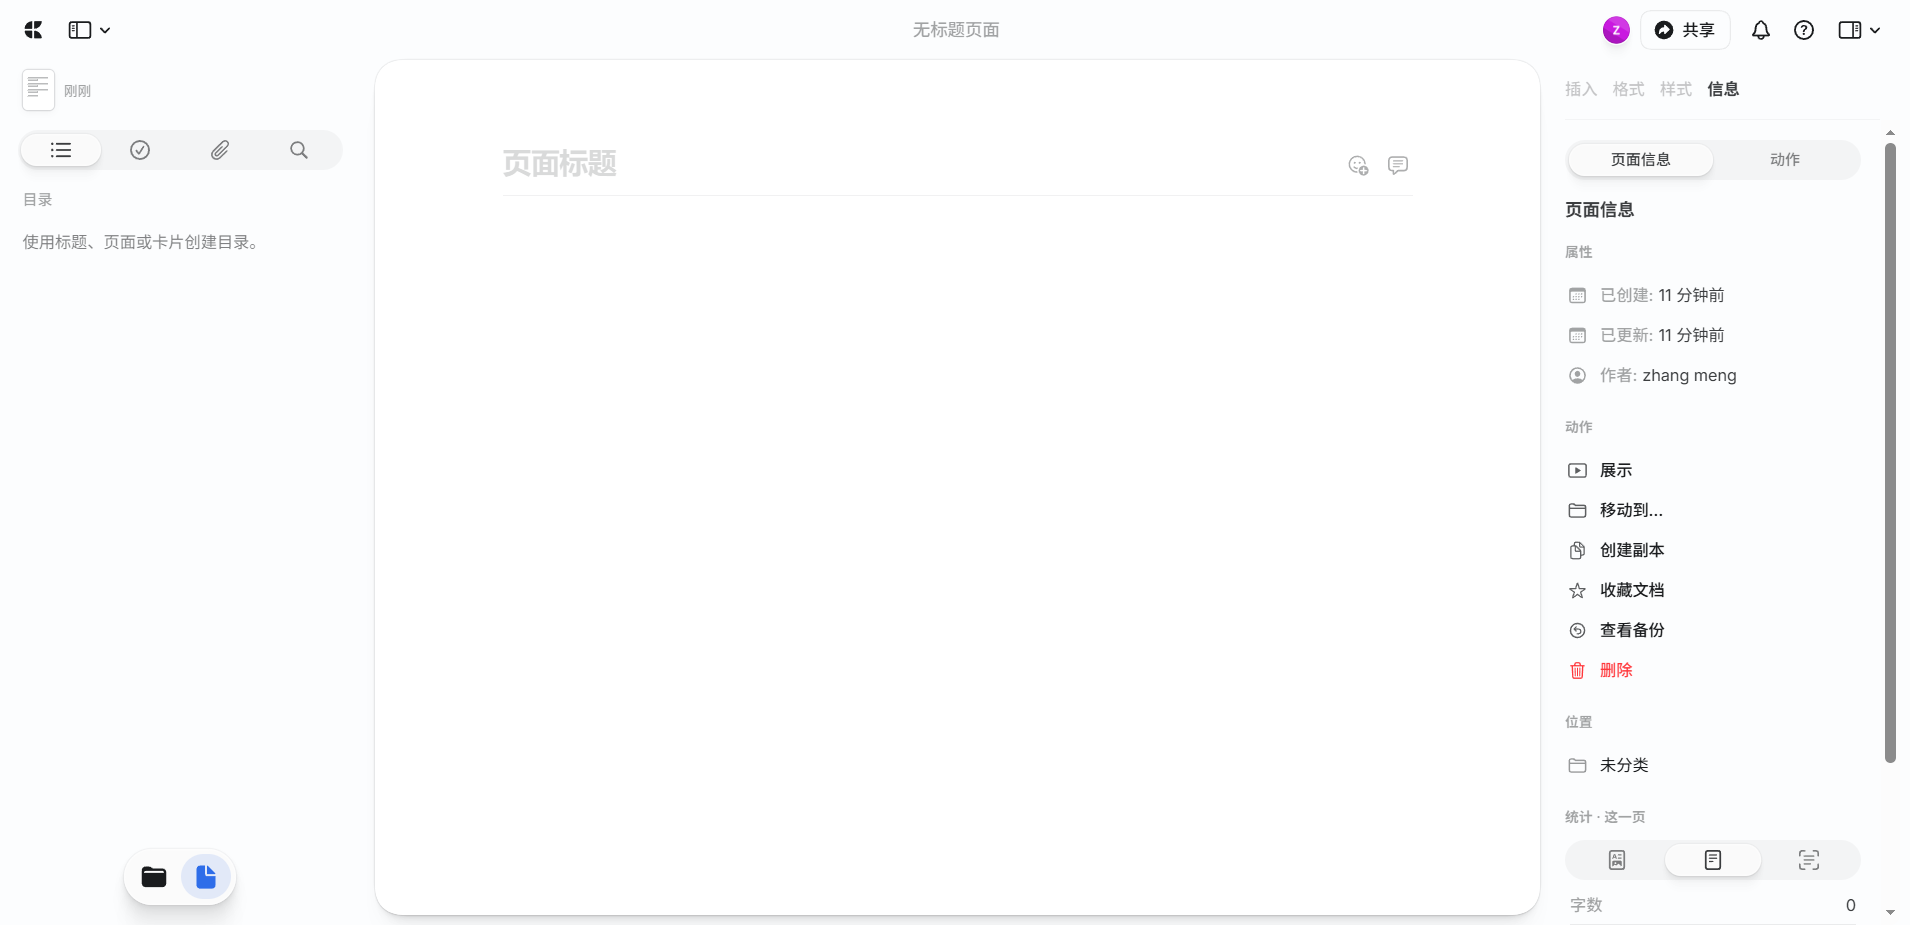 无标题页面
Z
共享
刚刚
目录
使用标题、页面或卡片创建目录。
页面标题
插入 格式 样式 信息
页面信息 动作
页面信息
属性
已创建: 11 分钟前
已更新: 11 分钟前
作者: zhang meng
动作
展示
移动到...
创建副本
收藏文档
查看备份
删除
位置
未分类
统计 · 这一页
字数 0